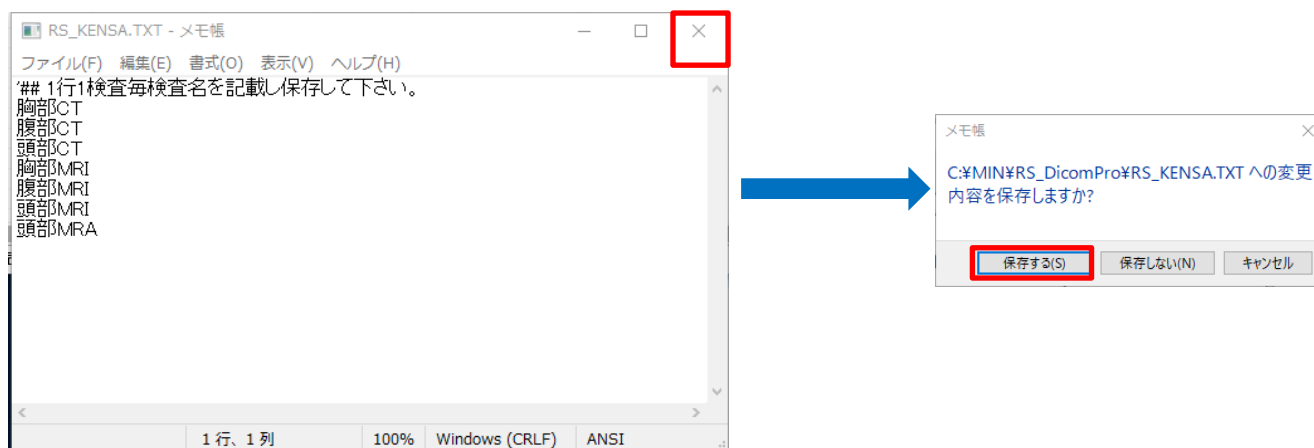 RS_KENSA.TXT - メモ帳
ファイル(F) 編集(E) 書式(O) 表示(V) ヘルプ(H)
'## 1行1検査毎検査名を記載し保存して下さい。
胸部CT
腹部CT
頭部CT
胸部MRI
腹部MRI
頭部MRI
頭部MRA
1 行、1 列 100% Windows (CRLF) ANSI
メモ帳
C:¥MIN¥RS_DicomPro¥RS_KENSA.TXT への変更
内容を保存しますか?
保存する(S) 保存しない(N) キャンセル